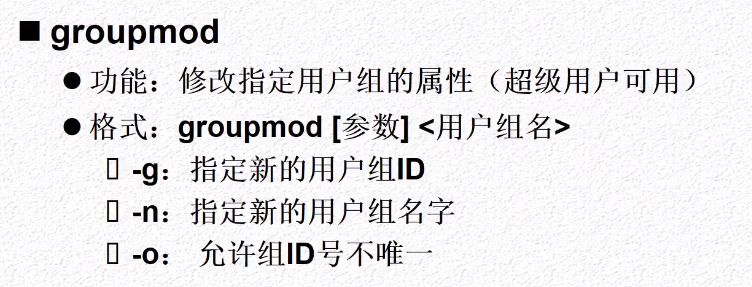 ■ groupmod
● 功能：修改指定用户组的属性（超级用户可用）
● 格式：groupmod [参数] <用户组名>
▯ -g：指定新的用户组ID
▯ -n：指定新的用户组名字
▯ -o： 允许组ID号不唯一